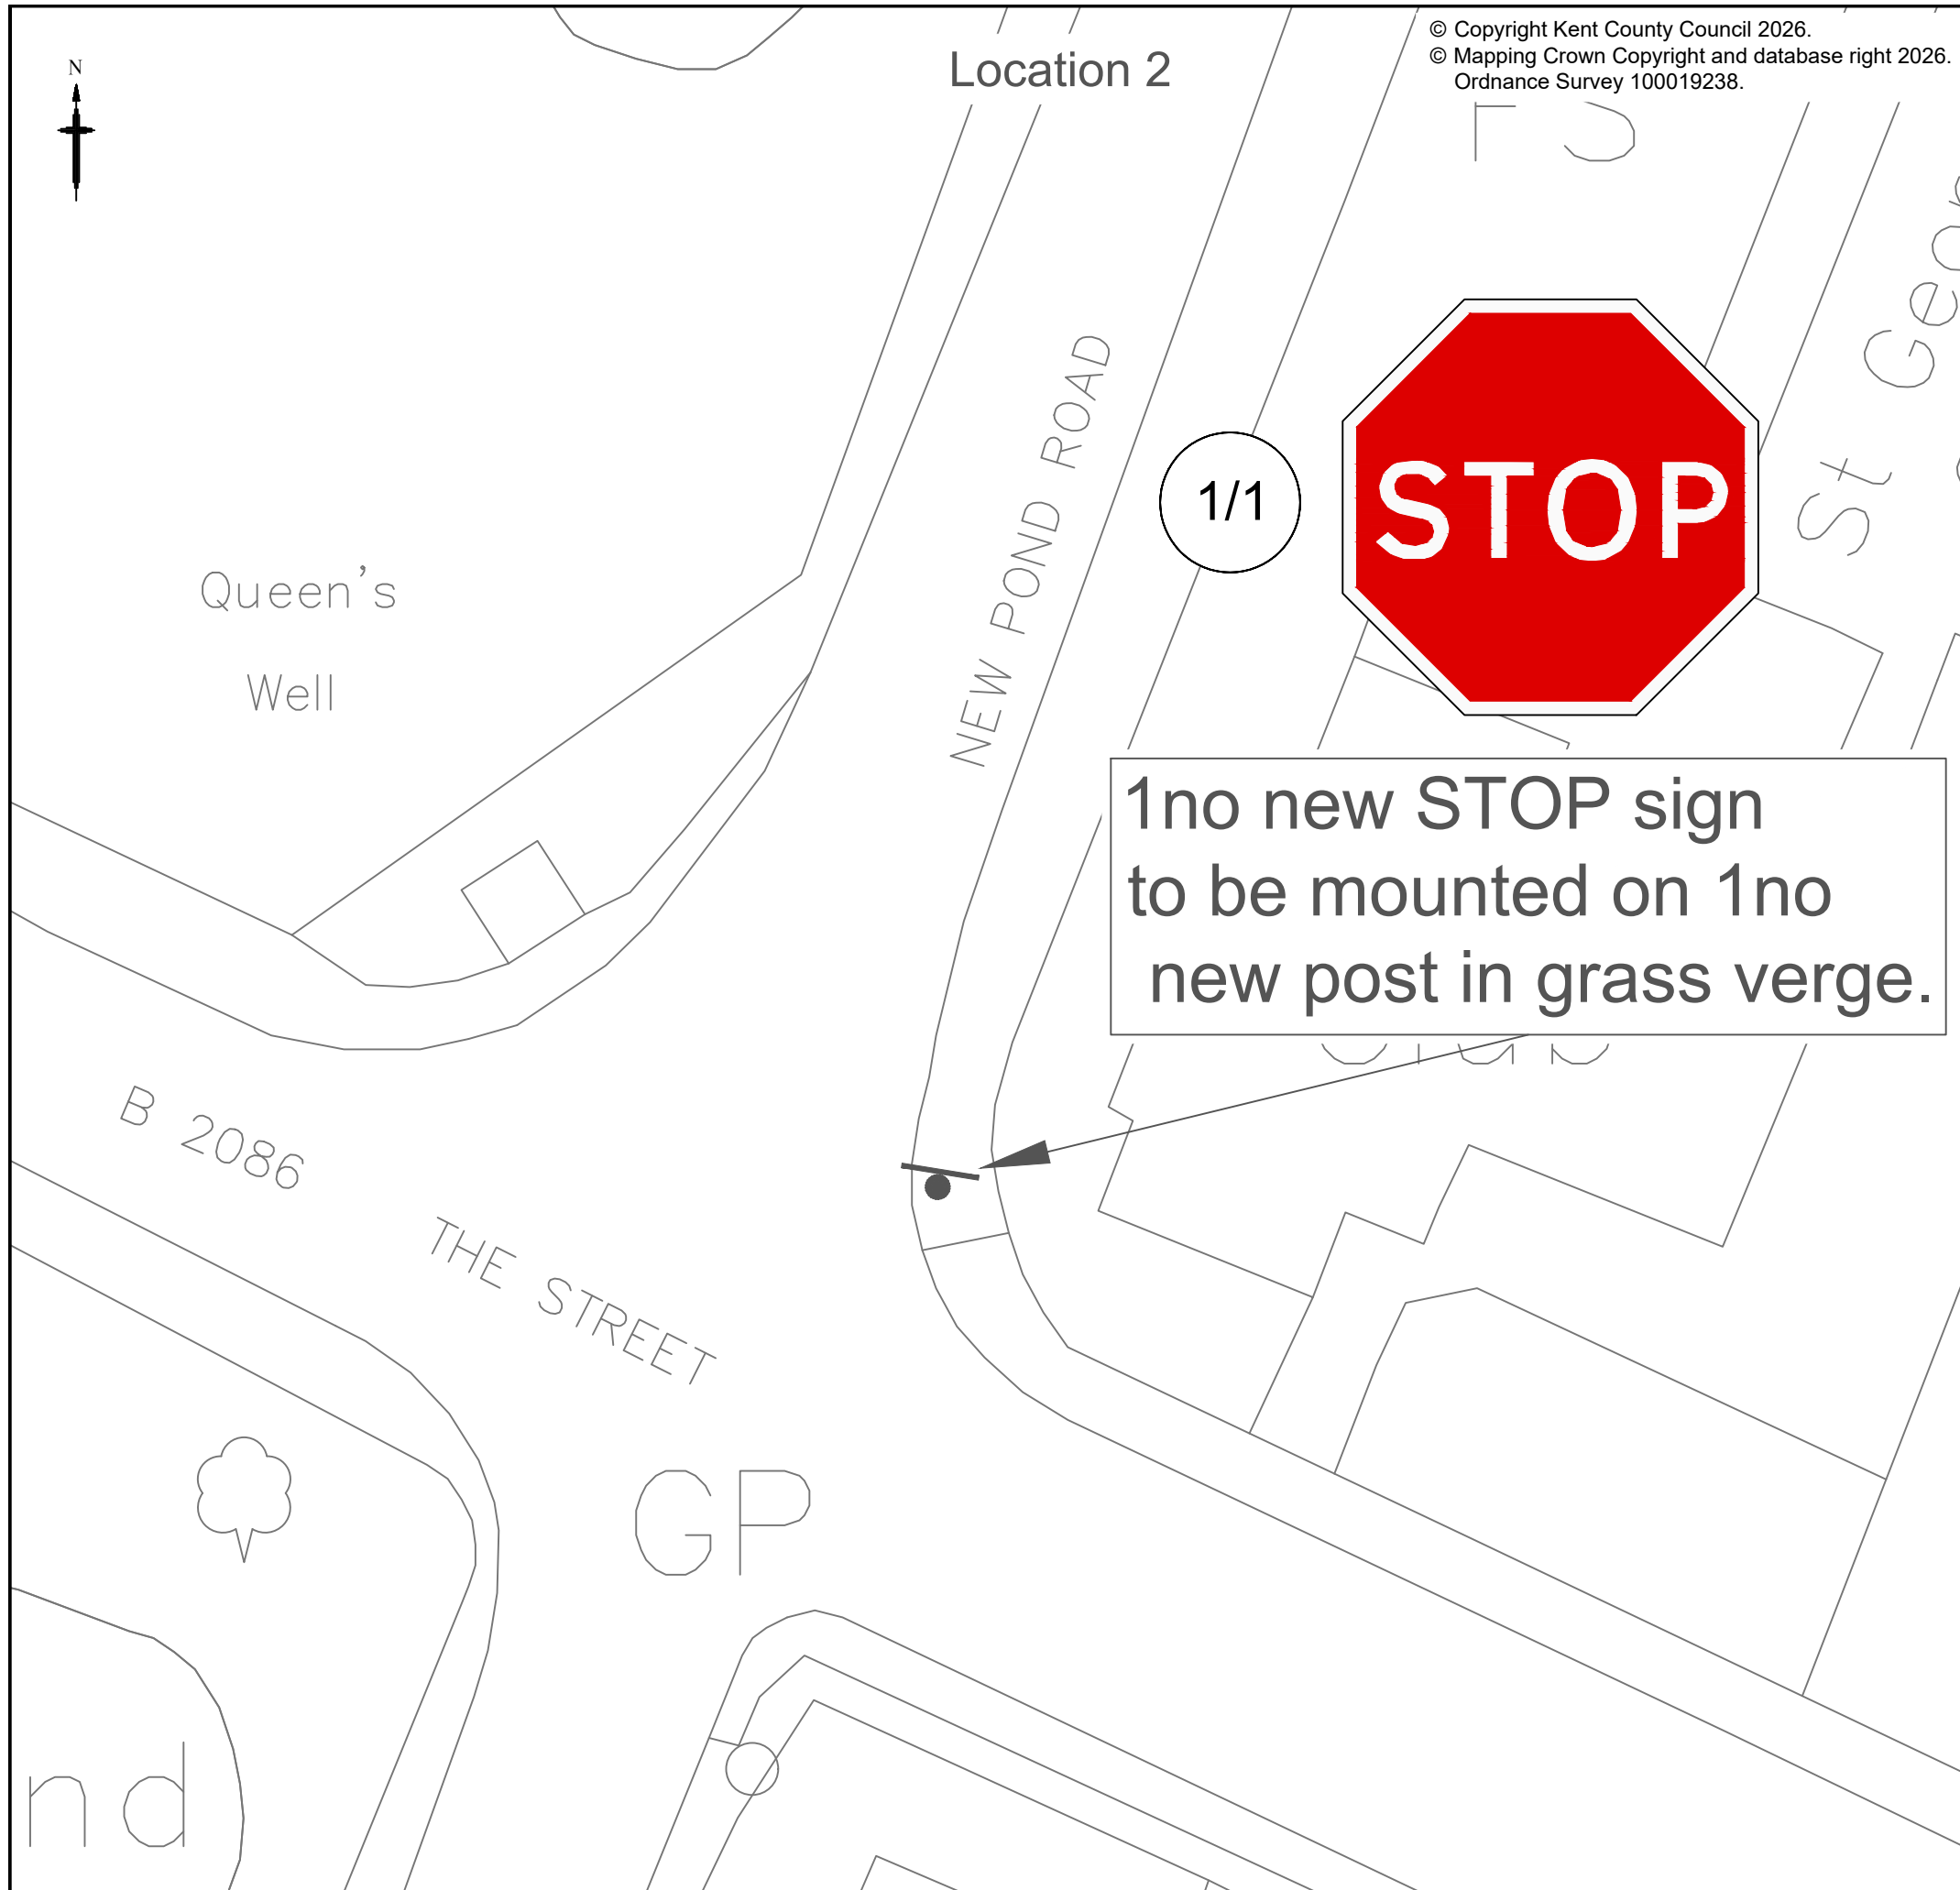 © Copyright Kent County Council 2026.
© Mapping Crown Copyright and database right 2026.
Ordnance Survey 100019238.
N
Location 2
NEW POND ROAD
1/1
STOP
St
Queen's
Well
1no new STOP sign
to be mounted on 1no
new post in grass verge.
B 2086
THE STREET
GP
nd